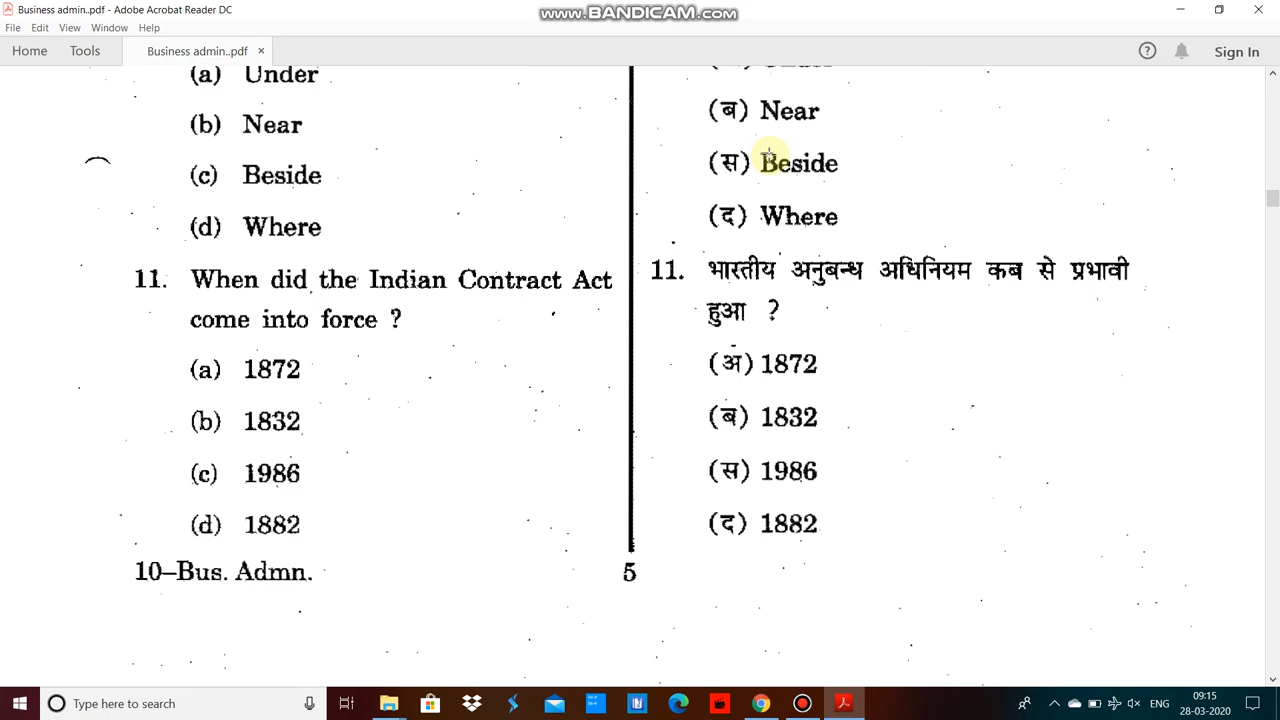 Business admin..pdf - Adobe Acrobat Reader DC
www.BANDICAM.com
File Edit View Window Help
Home Tools Business admin..pdf × Sign In
(a) Under
(b) Near
(c) Beside
(d) Where
11. When did the Indian Contract Act
come into force ?
(a) 1872
(b) 1832
(c) 1986
(d) 1882
10–Bus. Admn.
(ब) Near
(स) Beside
(द) Where
11. भारतीय अनुबन्ध अधिनियम कब से प्रभावी
हुआ ?
(अ) 1872
(ब) 1832
(स) 1986
(द) 1882
5
Type here to search
ENG
09:15
28-03-2020